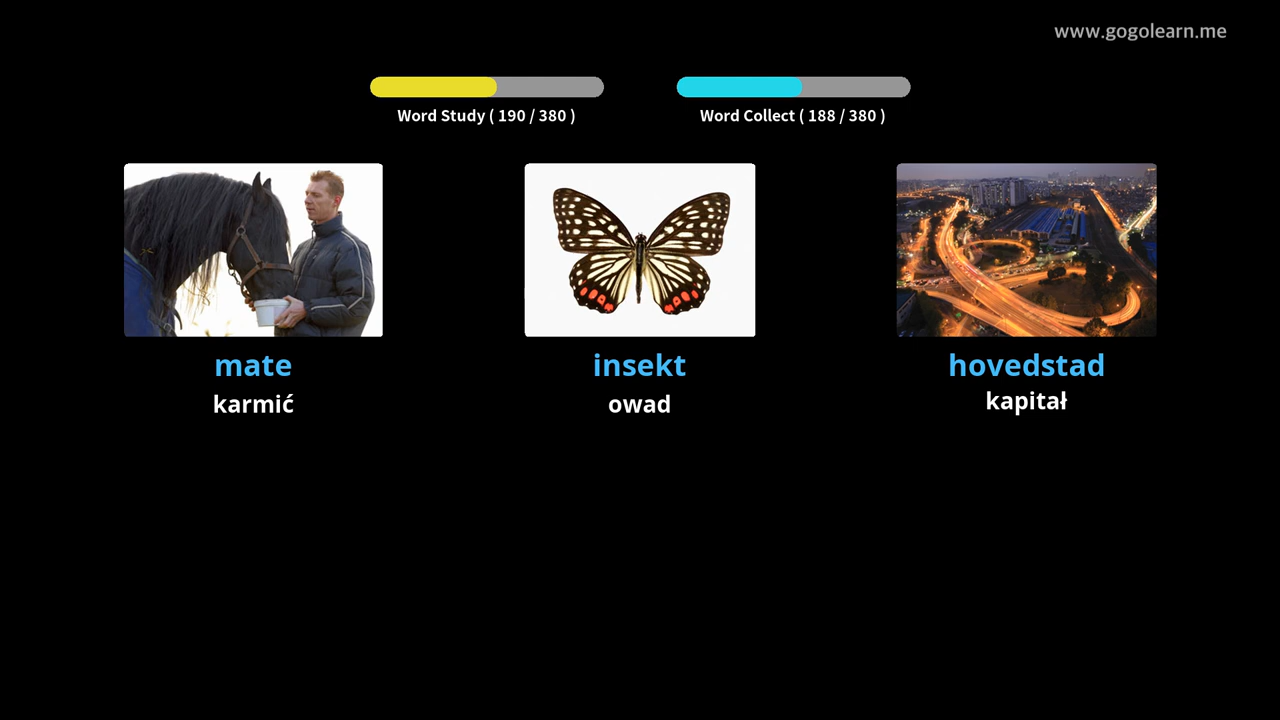 www.gogolearn.me
Word Study ( 190 / 380 )
Word Collect ( 188 / 380 )
mate
karmić
insekt
owad
hovedstad
kapitał